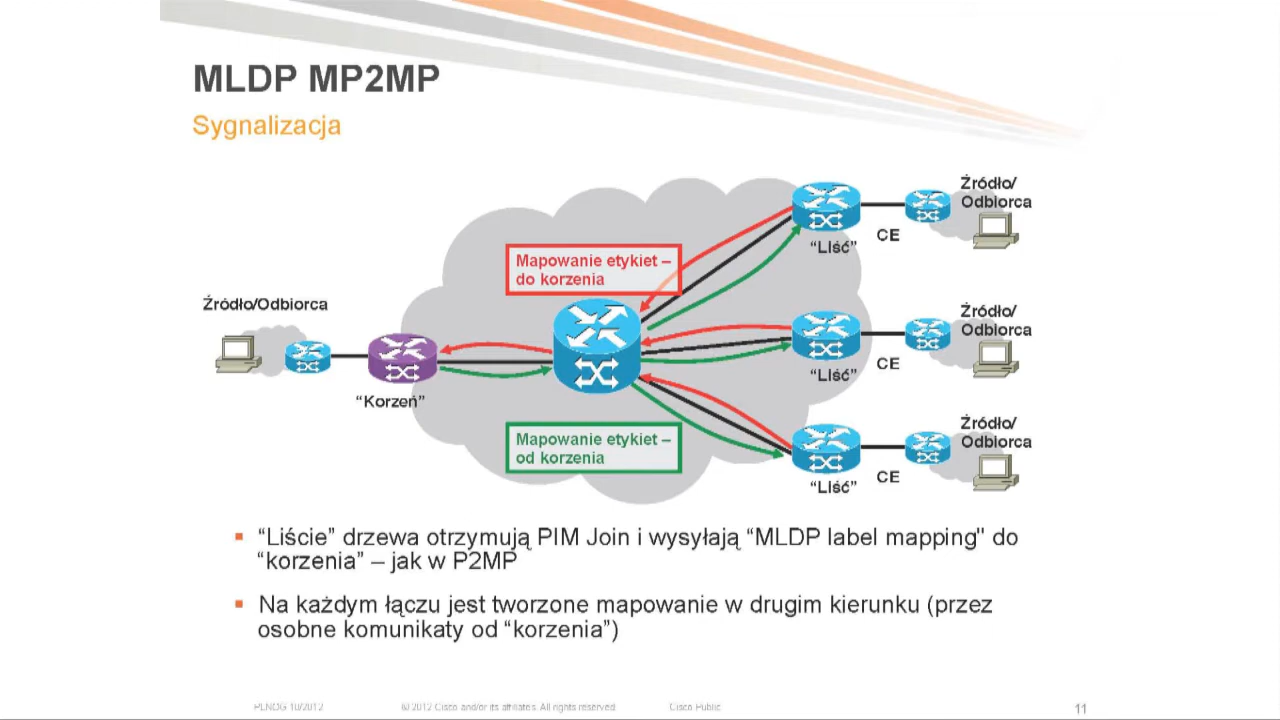 MLDP MP2MP
Sygnalizacja
Źródło/
Odbiorca
"Liść"
CE
Mapowanie etykiet –
do korzenia
Źródło/Odbiorca
Źródło/
Odbiorca
"Liść"
CE
"Korzeń"
Mapowanie etykiet –
od korzenia
Źródło/
Odbiorca
"Liść"
CE
▪ “Liście” drzewa otrzymują PIM Join i wysyłają “MLDP label mapping" do
“korzenia” – jak w P2MP
▪ Na każdym łączu jest tworzone mapowanie w drugim kierunku (przez
osobne komunikaty od “korzenia”)
PLNOG 10/2012 © 2012 Cisco and/or its affiliates. All rights reserved. Cisco Public 11